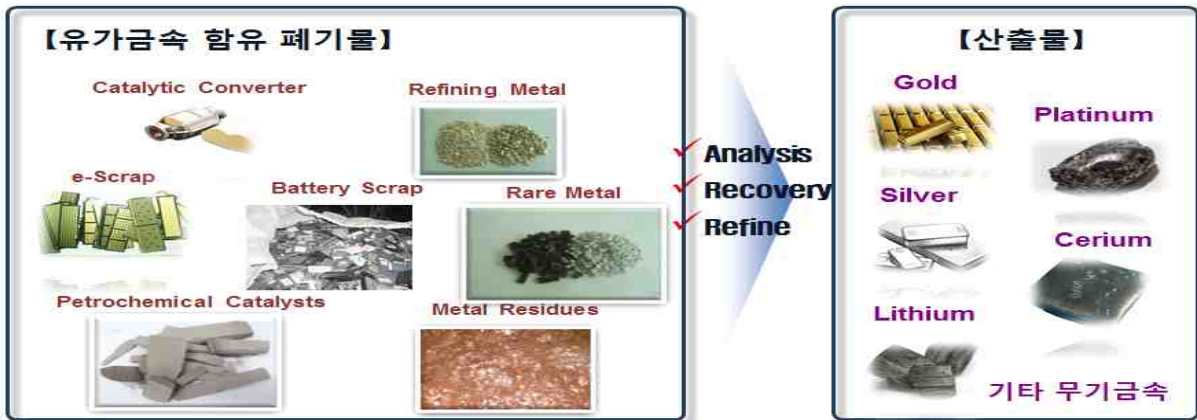 【유가금속 함유 폐기물】
Catalytic Converter
Refining Metal
e-Scrap
Battery Scrap
Rare Metal
Petrochemical Catalysts
Metal Residues
Analysis
Recovery
Refine
【산출물】
Gold
Platinum
Silver
Cerium
Lithium
기타 무기금속